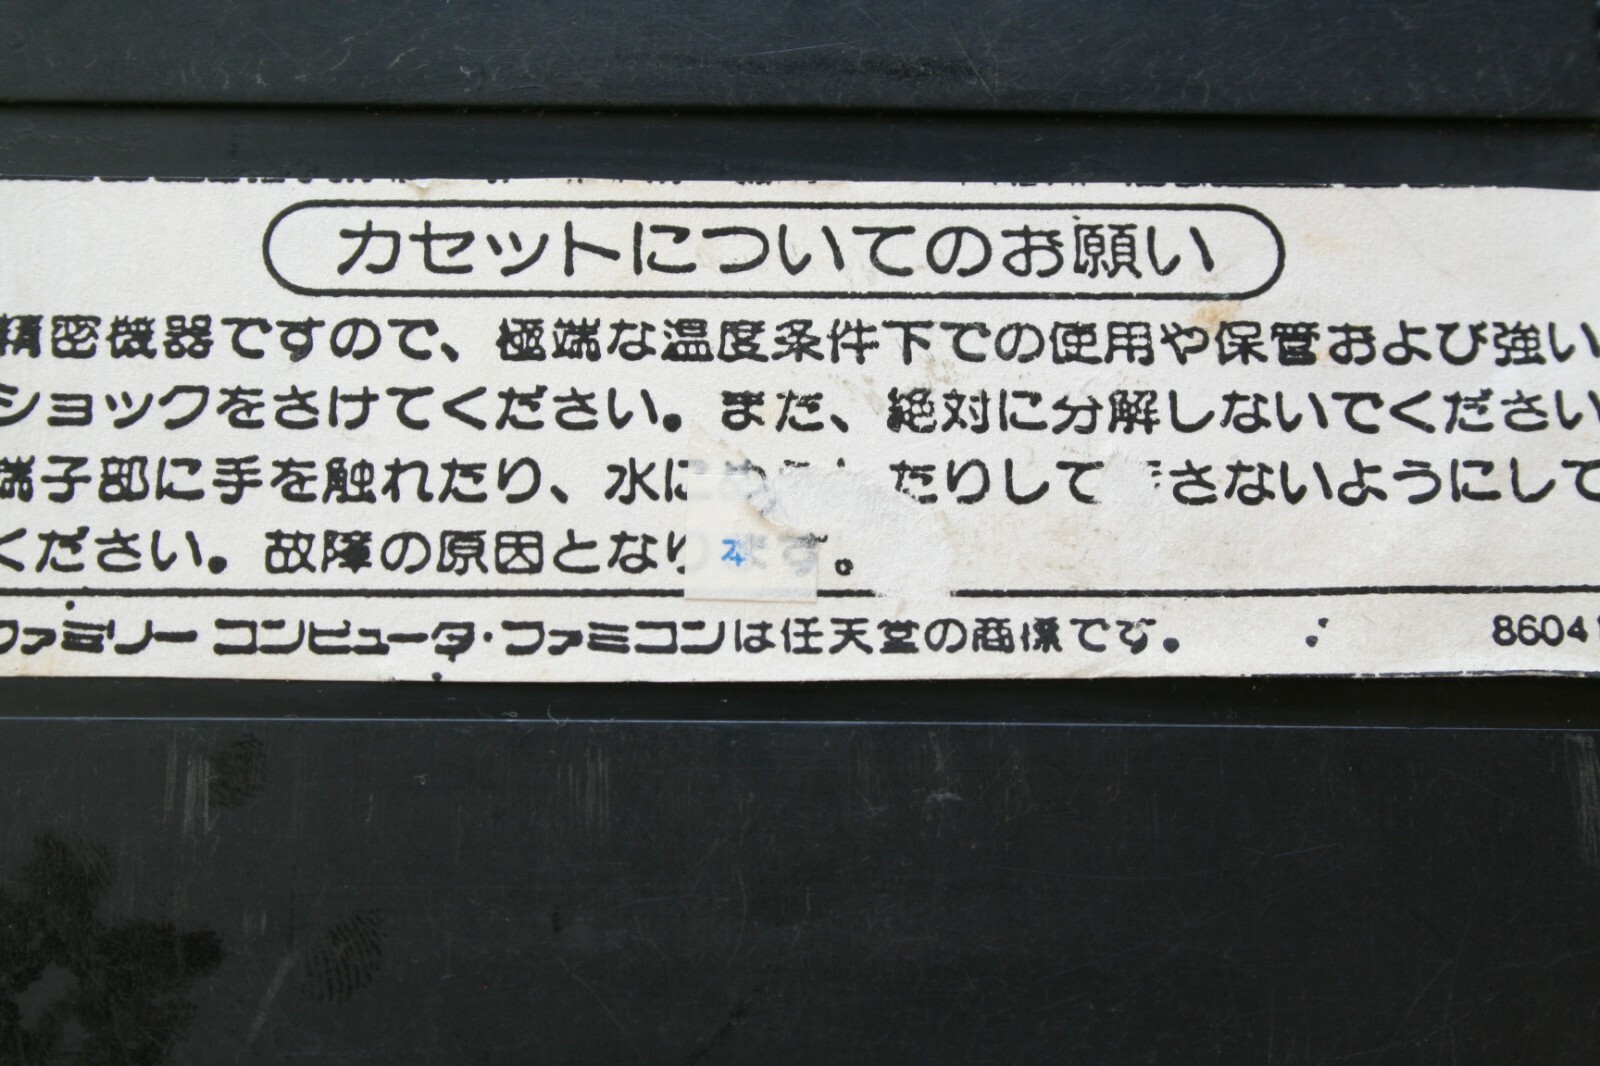 カセットについてのお願い
精密機器ですので、極端な温度条件下での使用や保管および強い
ショックをさけてください。また、絶対に分解しないでください
端子部に手を触れたり、水に たりして さないようにして
ください。故障の原因となります。
ファミリーコンピュータ・ファミコンは任天堂の商標です。
8604